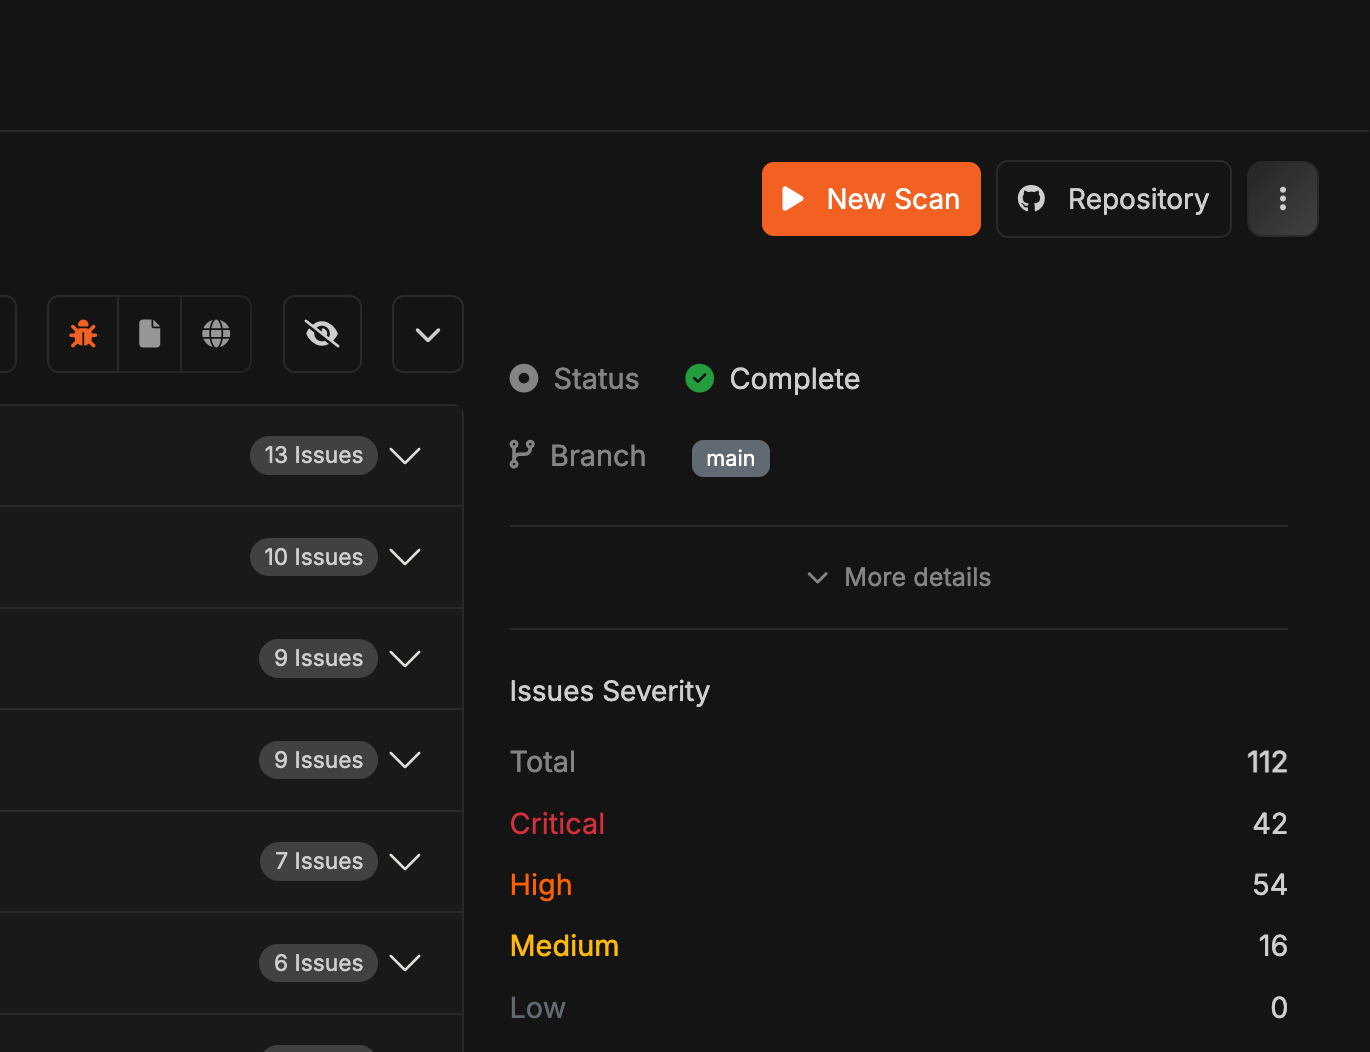 New Scan
Repository
Status
Complete
Branch
main
13 Issues
10 Issues
9 Issues
9 Issues
7 Issues
6 Issues
More details
Issues Severity
Total 112
Critical 42
High 54
Medium 16
Low 0